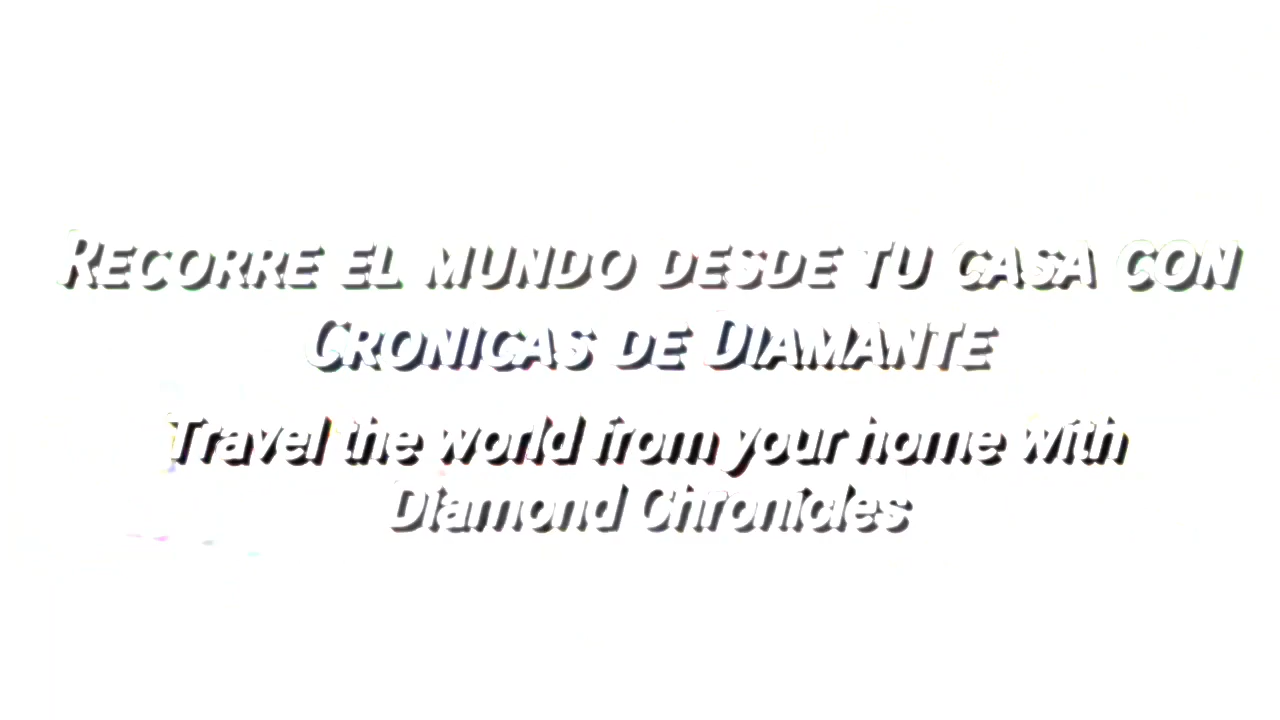 RECORRE EL MUNDO DESDE TU CASA CON
CRONICAS DE DIAMANTE
Travel the world from your home with
Diamond Chronicles